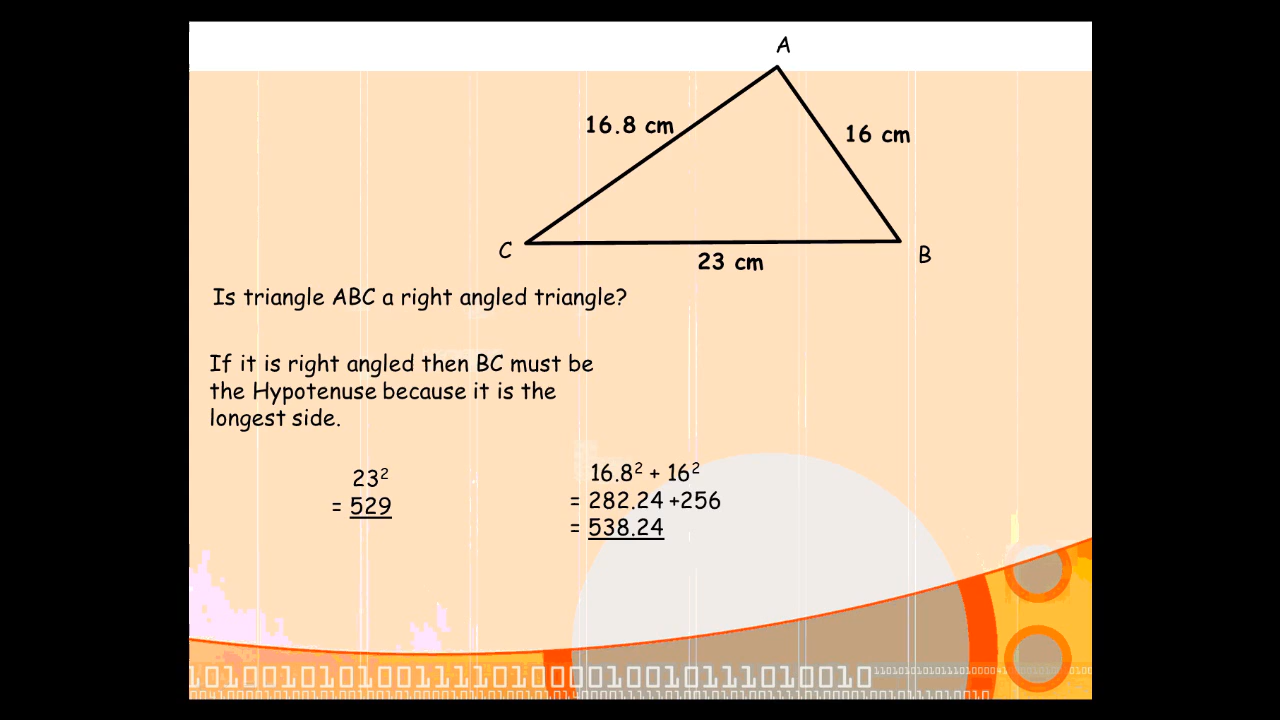 A
16.8 cm
16 cm
C
B
23 cm
Is triangle ABC a right angled triangle?
If it is right angled then BC must be
the Hypotenuse because it is the
longest side.
23²
= 529
16.8² + 16²
= 282.24 +256
= 538.24